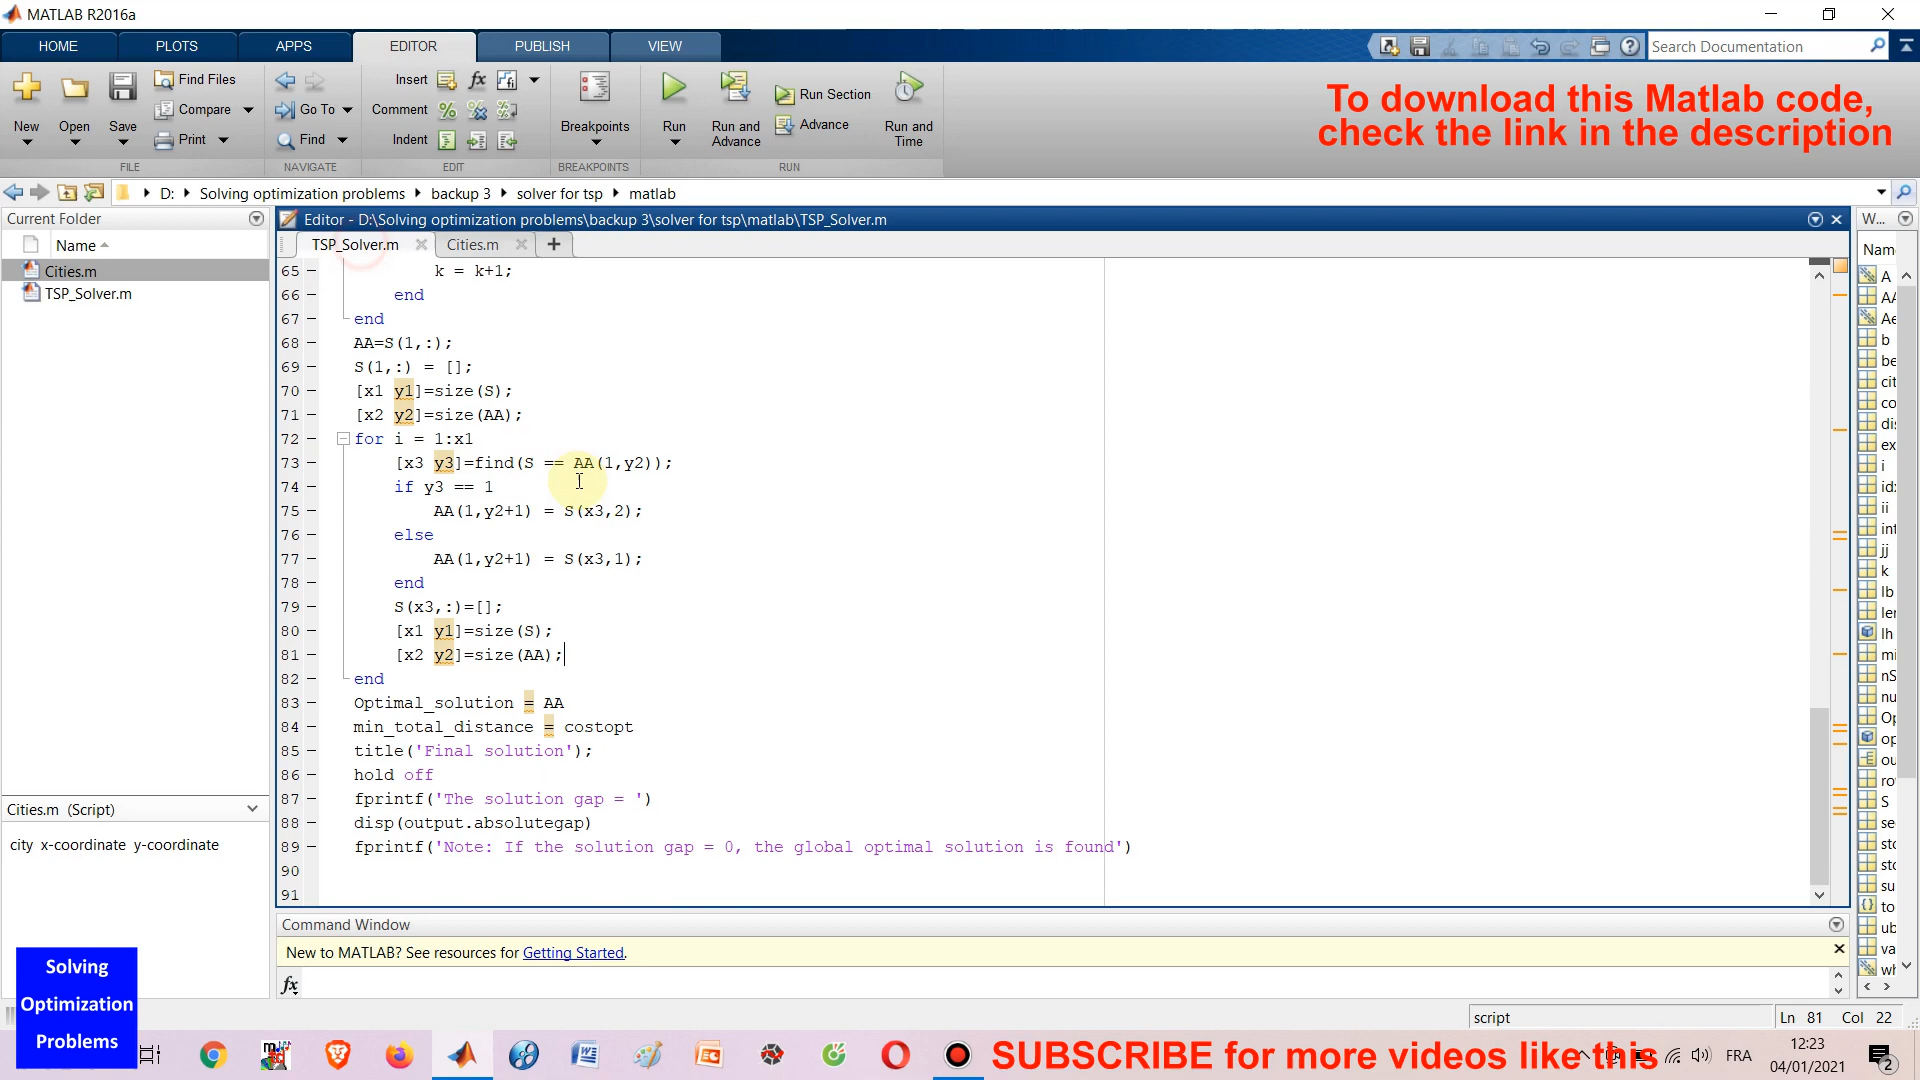 MATLAB R2016a
HOME PLOTS APPS EDITOR PUBLISH VIEW
Search Documentation
New Open Save
Find Files
Compare
Print
Go To
Find
Insert
Comment
Indent
Breakpoints
Run
Run and Advance
Run Section
Advance
Run and Time
FILE NAVIGATE EDIT BREAKPOINTS RUN
To download this Matlab code,
check the link in the description
D: Solving optimization problems backup 3 solver for tsp matlab
Current Folder
Name
Cities.m
TSP_Solver.m
Cities.m (Script)
city x-coordinate y-coordinate
Editor - D:\Solving optimization problems\backup 3\solver for tsp\matlab\TSP_Solver.m
TSP_Solver.m Cities.m
65 k = k+1;
66 end
67 end
68 AA=S(1,:);
69 S(1,:) = [];
70 [x1 y1]=size(S);
71 [x2 y2]=size(AA);
72 for i = 1:x1
73 [x3 y3]=find(S == AA(1,y2));
74 if y3 == 1
75 AA(1,y2+1) = S(x3,2);
76 else
77 AA(1,y2+1) = S(x3,1);
78 end
79 S(x3,:)=[];
80 [x1 y1]=size(S);
81 [x2 y2]=size(AA);
82 end
83 Optimal_solution = AA
84 min_total_distance = costopt
85 title('Final solution');
86 hold off
87 fprintf('The solution gap = ')
88 disp(output.absolutegap)
89 fprintf('Note: If the solution gap = 0, the global optimal solution is found')
90
91
Command Window
New to MATLAB? See resources for Getting Started.
fx
W...
A
b
i
ii
jj
k
lb
lh
S
script
Ln 81 Col 22
Solving
Optimization
Problems
SUBSCRIBE for more videos like this
FRA
12:23
04/01/2021
2